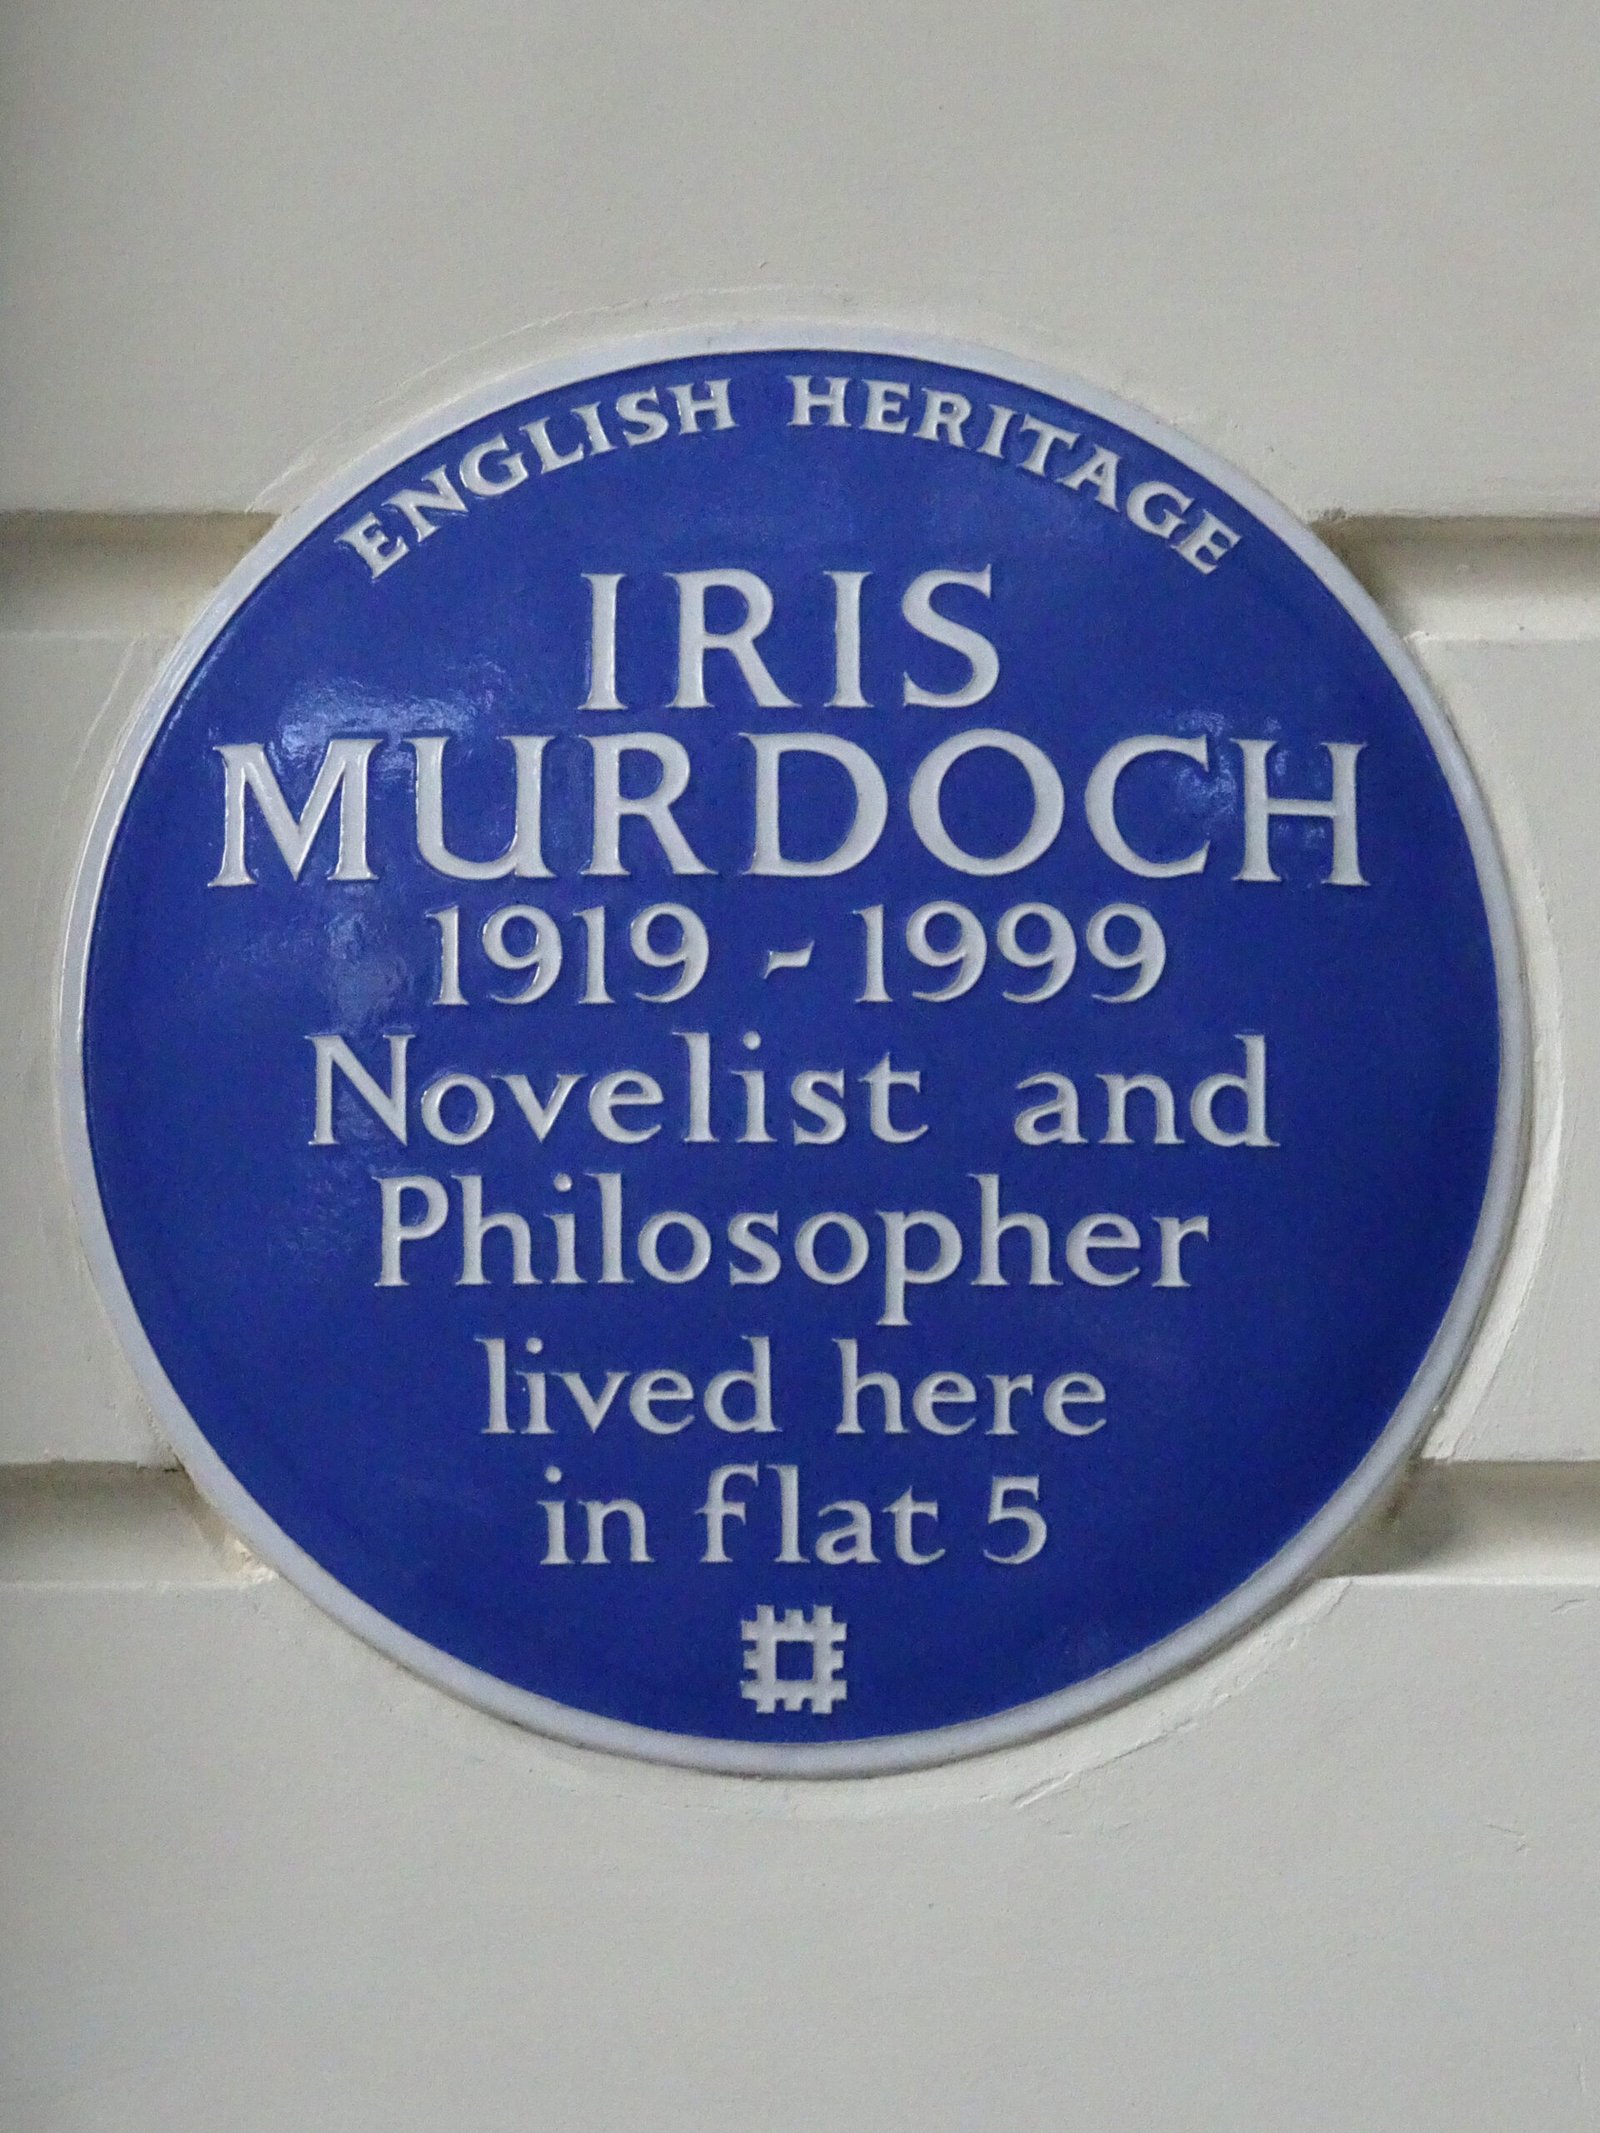 ENGLISH HERITAGE
IRIS
MURDOCH
1919 - 1999
Novelist and
Philosopher
lived here
in flat 5